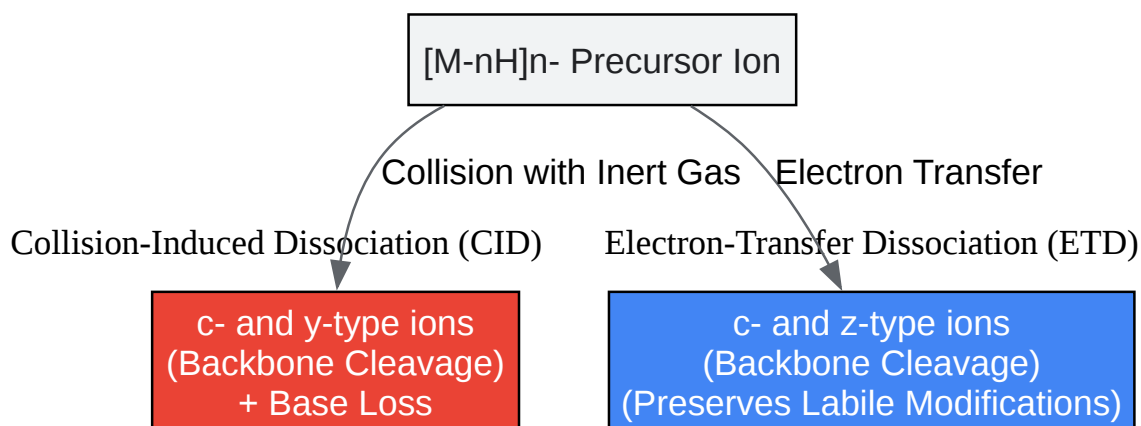 [M-nH]n- Precursor Ion
Collision with Inert Gas
Electron Transfer
Collision-Induced Dissociation (CID)
Electron-Transfer Dissociation (ETD)
c- and y-type ions
(Backbone Cleavage)
+ Base Loss
c- and z-type ions
(Backbone Cleavage)
(Preserves Labile Modifications)